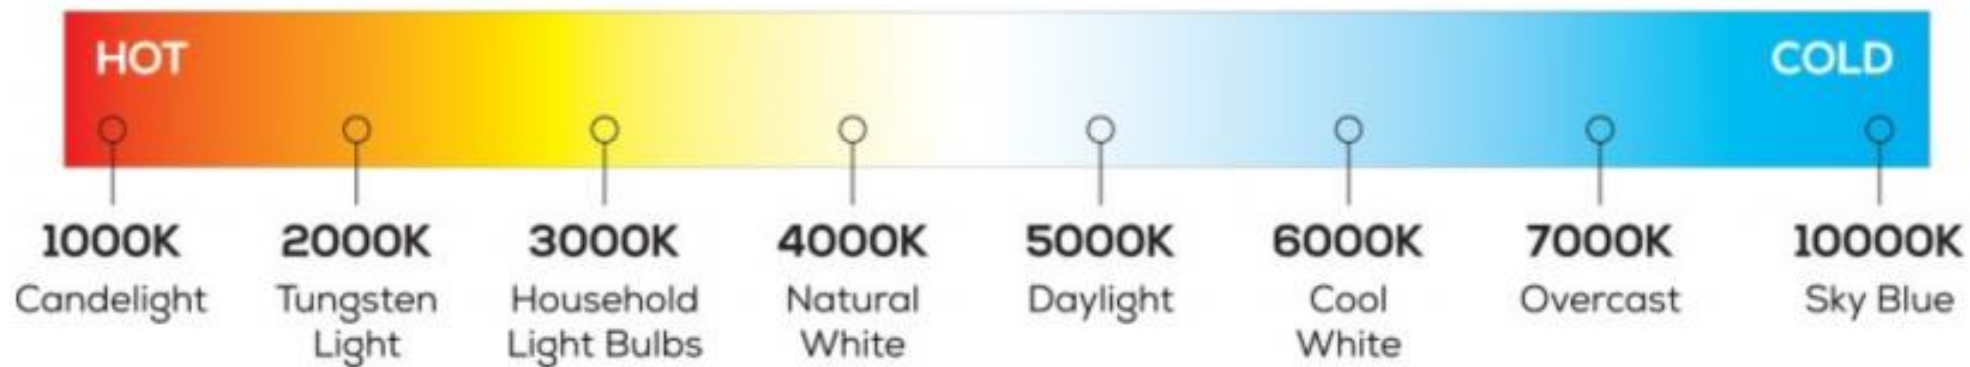 HOT COLD
1000K 2000K 3000K 4000K 5000K 6000K 7000K 10000K
Candelight Tungsten Household Natural Daylight Cool Overcast Sky Blue
Light Light Bulbs White White